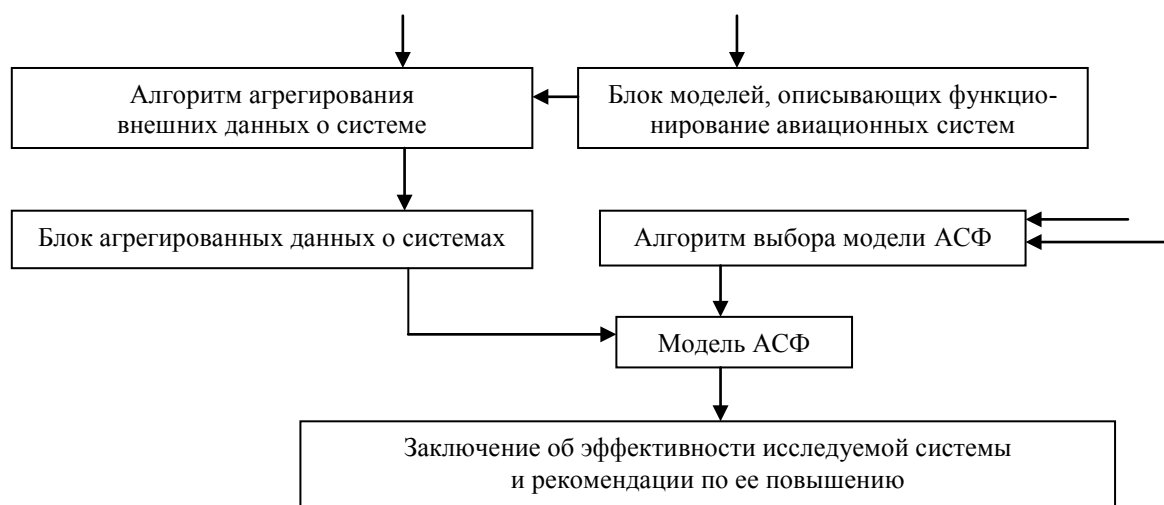 Алгоритм агрегирования
внешних данных о системе
Блок моделей, описывающих функцио-
нирование авиационных систем
Блок агрегированных данных о системах
Алгоритм выбора модели АСФ
Модель АСФ
Заключение об эффективности исследуемой системы
и рекомендации по ее повышению